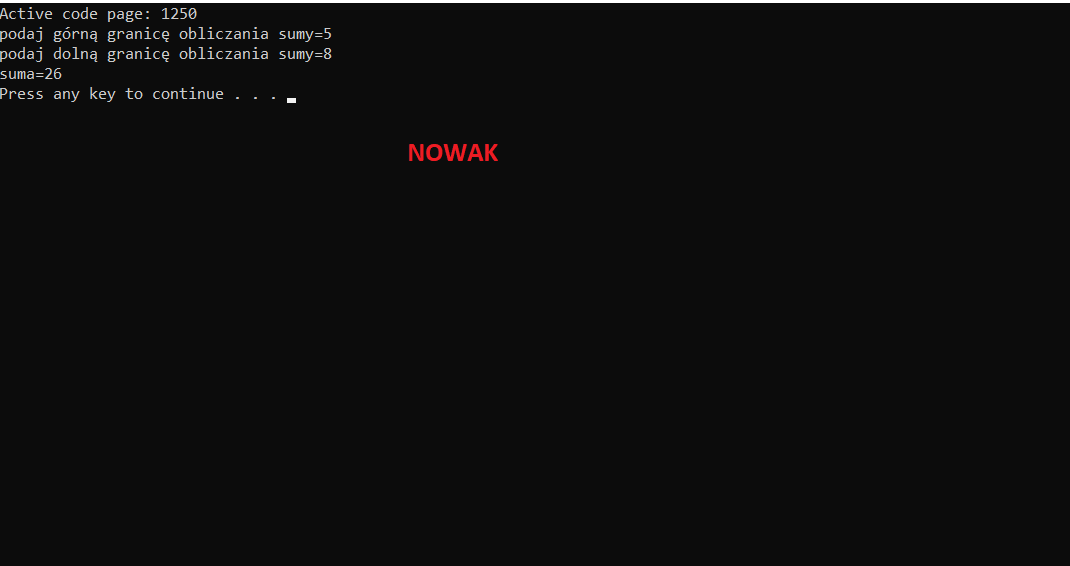 Active code page: 1250
podaj górną granicę obliczania sumy=5
podaj dolną granicę obliczania sumy=8
suma=26
Press any key to continue . . .
NOWAK